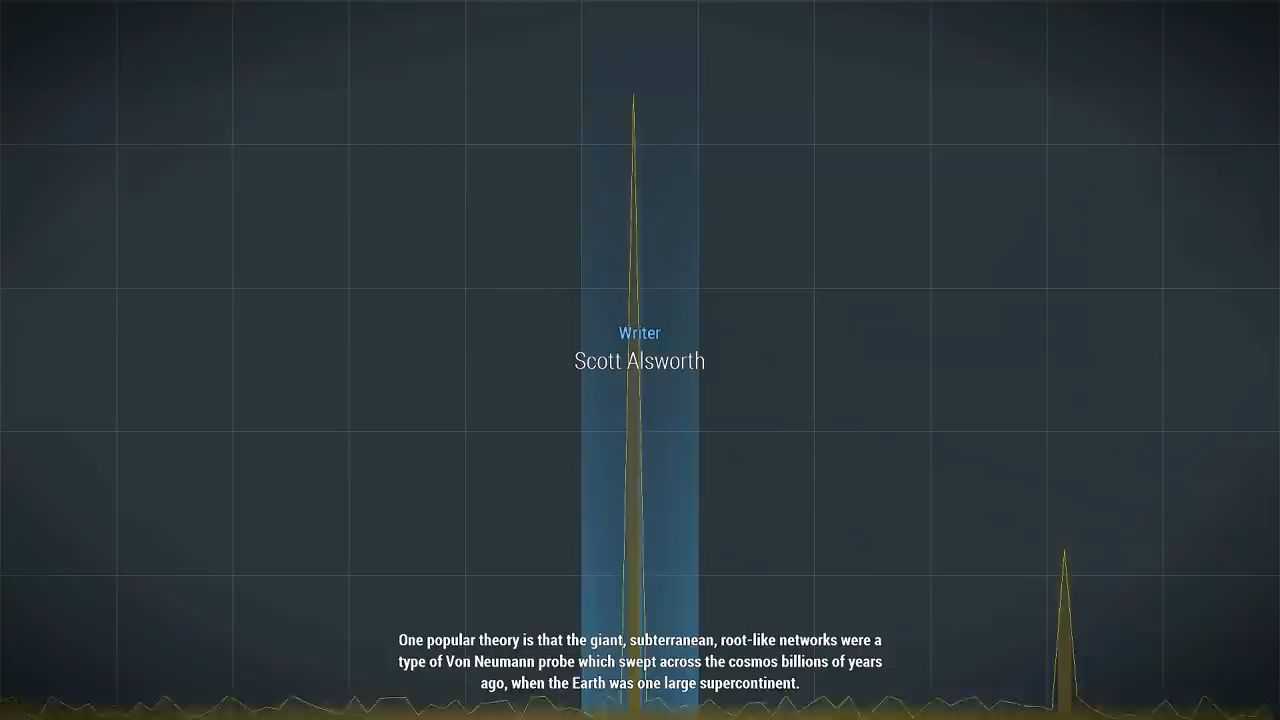 Writer
Scott Alsworth
One popular theory is that the giant, subterranean, root-like networks were a
type of Von Neumann probe which swept across the cosmos billions of years
ago, when the Earth was one large supercontinent.